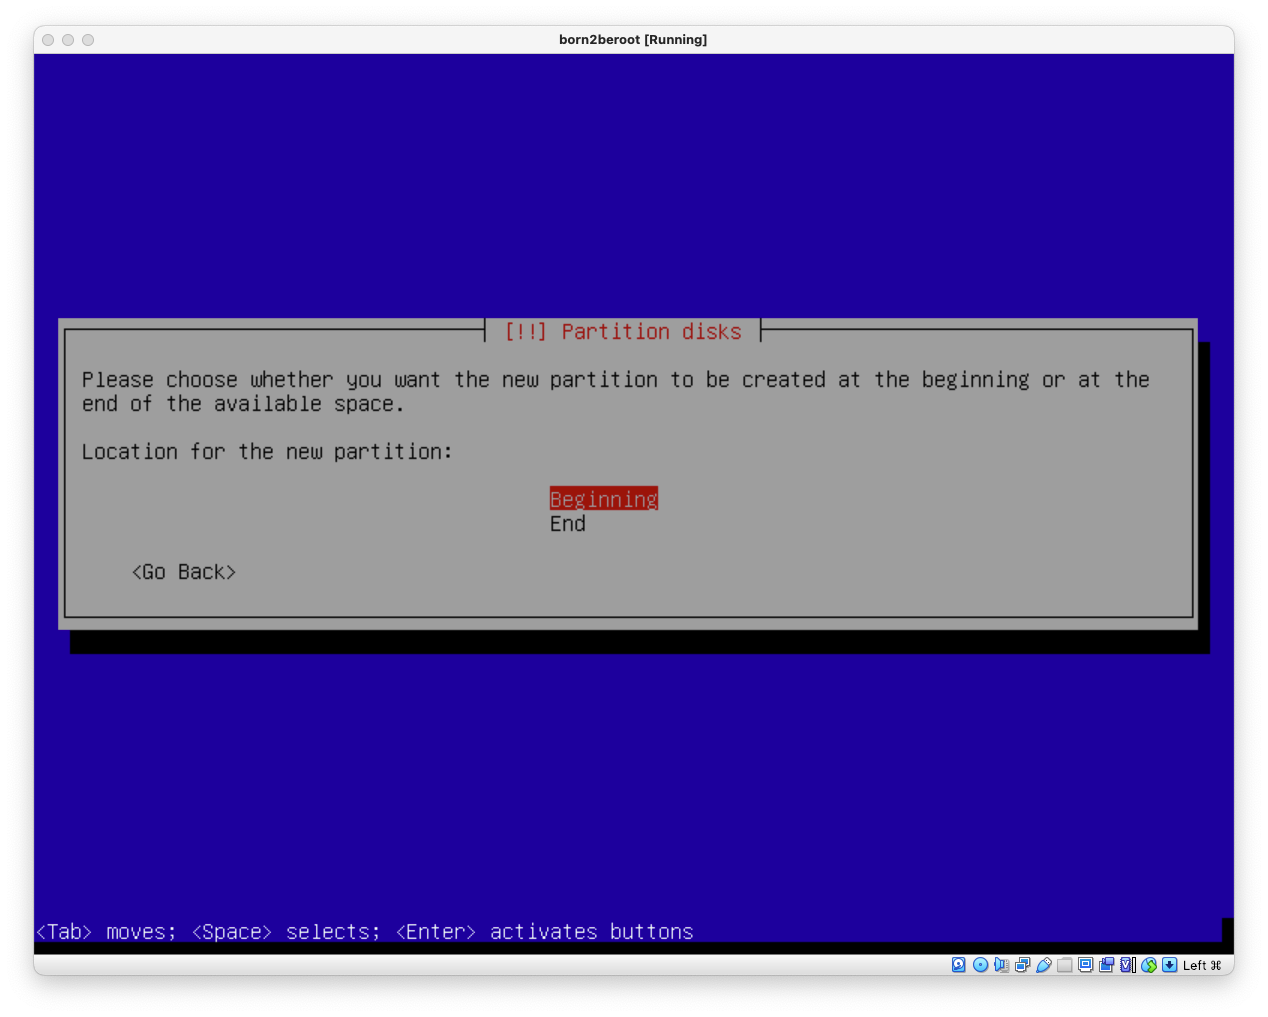 born2beroot [Running]
[!!] Partition disks
Please choose whether you want the new partition to be created at the beginning or at the
end of the available space.
Location for the new partition:
Beginning
End
<Go Back>
<Tab> moves; <Space> selects; <Enter> activates buttons
Left ⌘